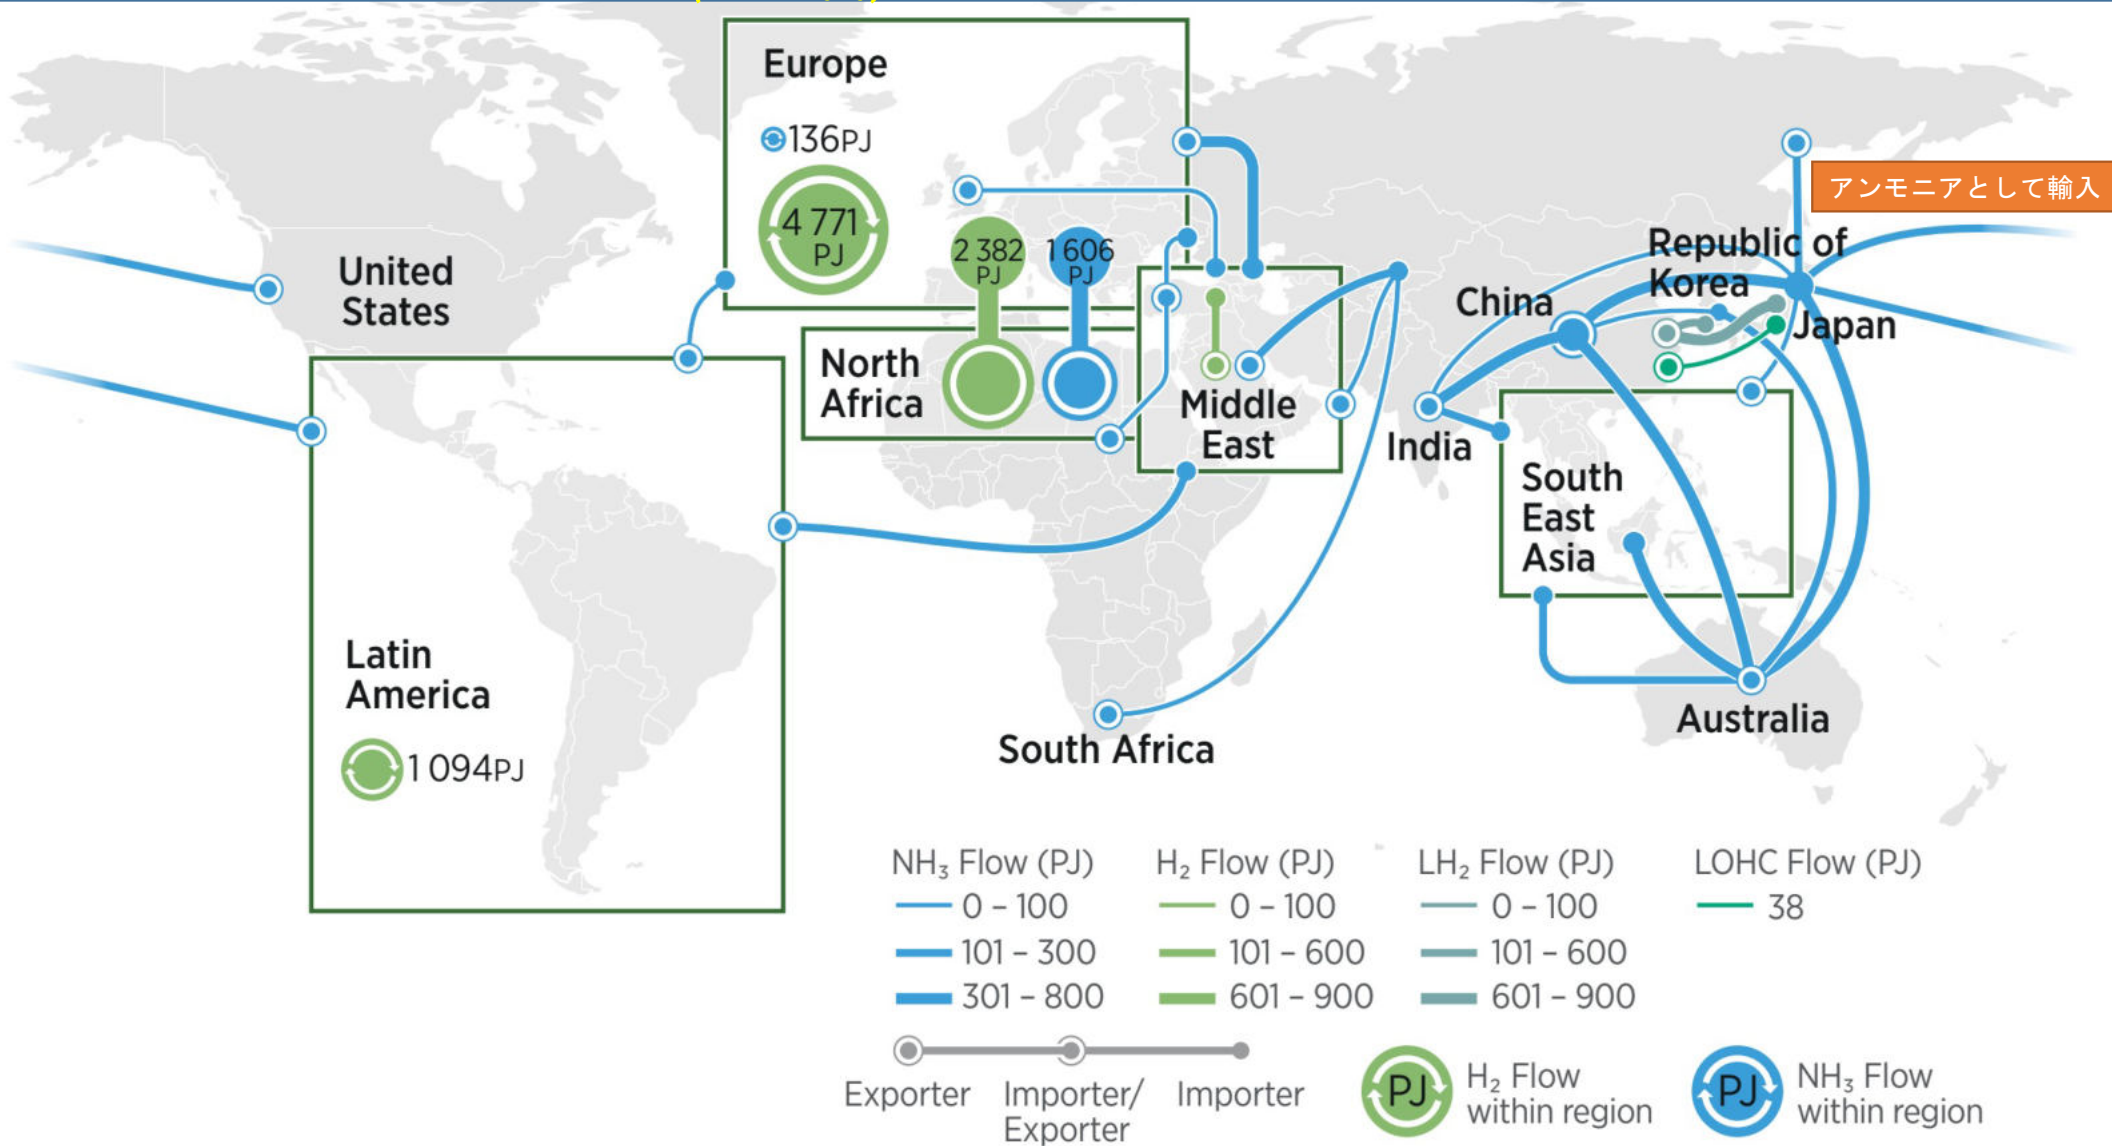 Europe
136PJ
4 771
PJ
2 382
PJ
1 606
PJ
アンモニアとして輸入
United
States
Republic of
Korea
China
Japan
North
Africa
Middle
East
India
South
East
Asia
Latin
America
1 094PJ
South Africa
Australia
NH₃ Flow (PJ)
0 – 100
101 – 300
301 – 800
H₂ Flow (PJ)
0 – 100
101 – 600
601 – 900
LH₂ Flow (PJ)
0 – 100
101 – 600
601 – 900
LOHC Flow (PJ)
38
Exporter
Importer/
Exporter
Importer
PJ
H₂ Flow
within region
PJ
NH₃ Flow
within region